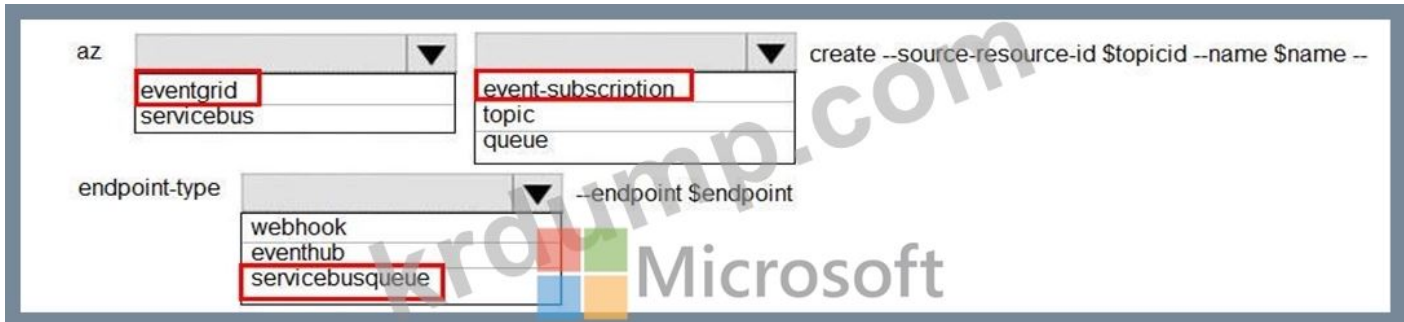 az create --source-resource-id $topicid --name $name --
eventgrid event-subscription
servicebus topic
queue
endpoint-type --endpoint $endpoint
webhook
eventhub
servicebusqueue
krdump.com
Microsoft